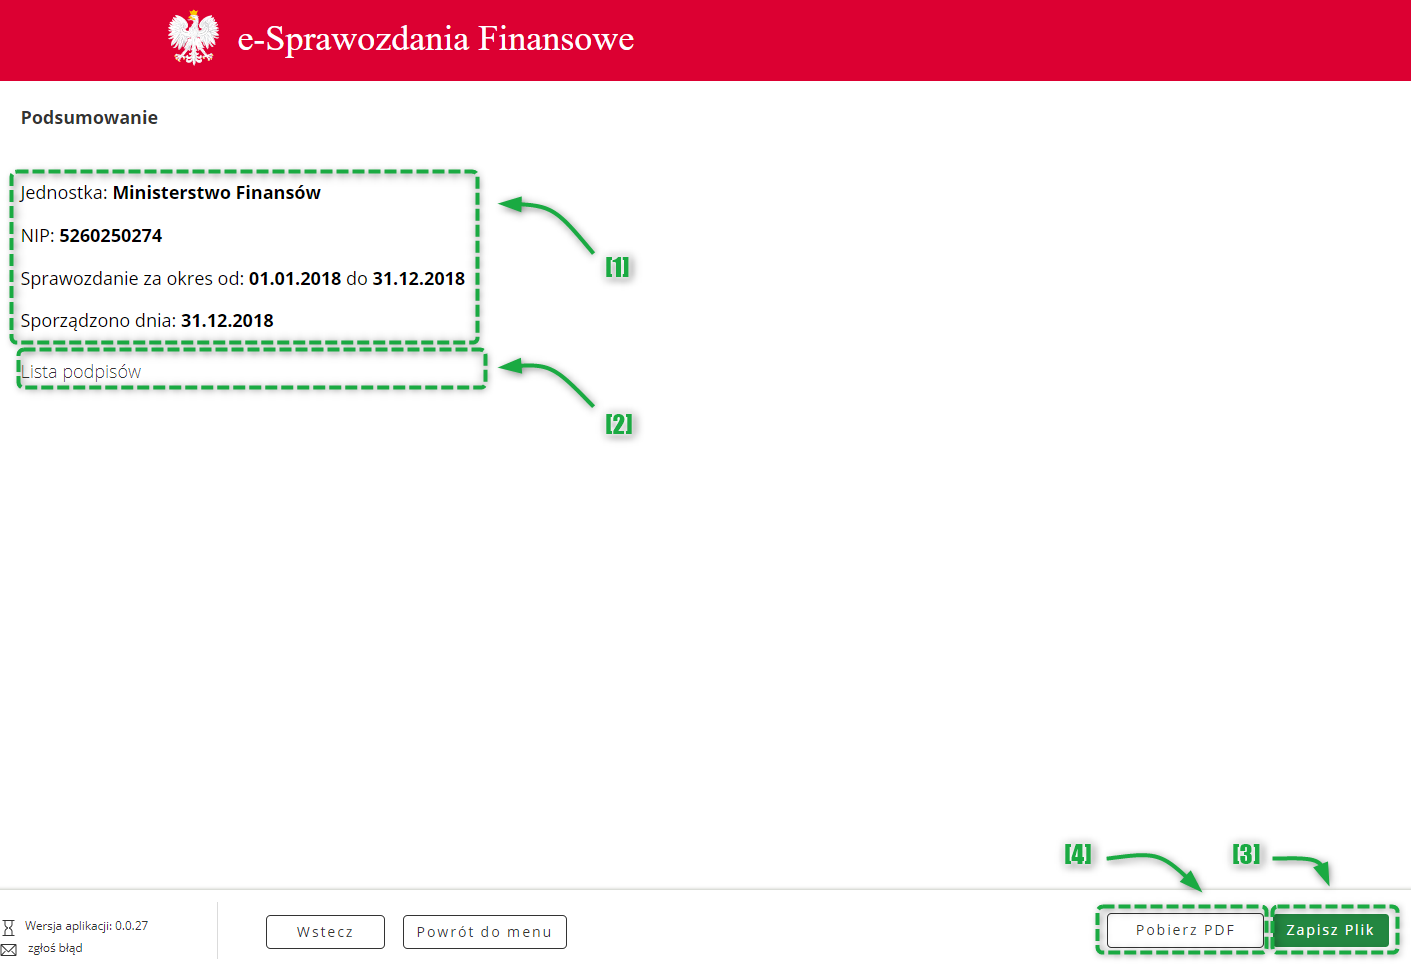 e-Sprawozdania Finansowe
Podsumowanie
Jednostka: Ministerstwo Finansów
NIP: 5260250274
Sprawozdanie za okres od: 01.01.2018 do 31.12.2018
Sporządzono dnia: 31.12.2018
[1]
Lista podpisów
[2]
[4]
[3]
Wersja aplikacji: 0.0.27
zgłoś błąd
Wstecz
Powrót do menu
Pobierz PDF
Zapisz Plik